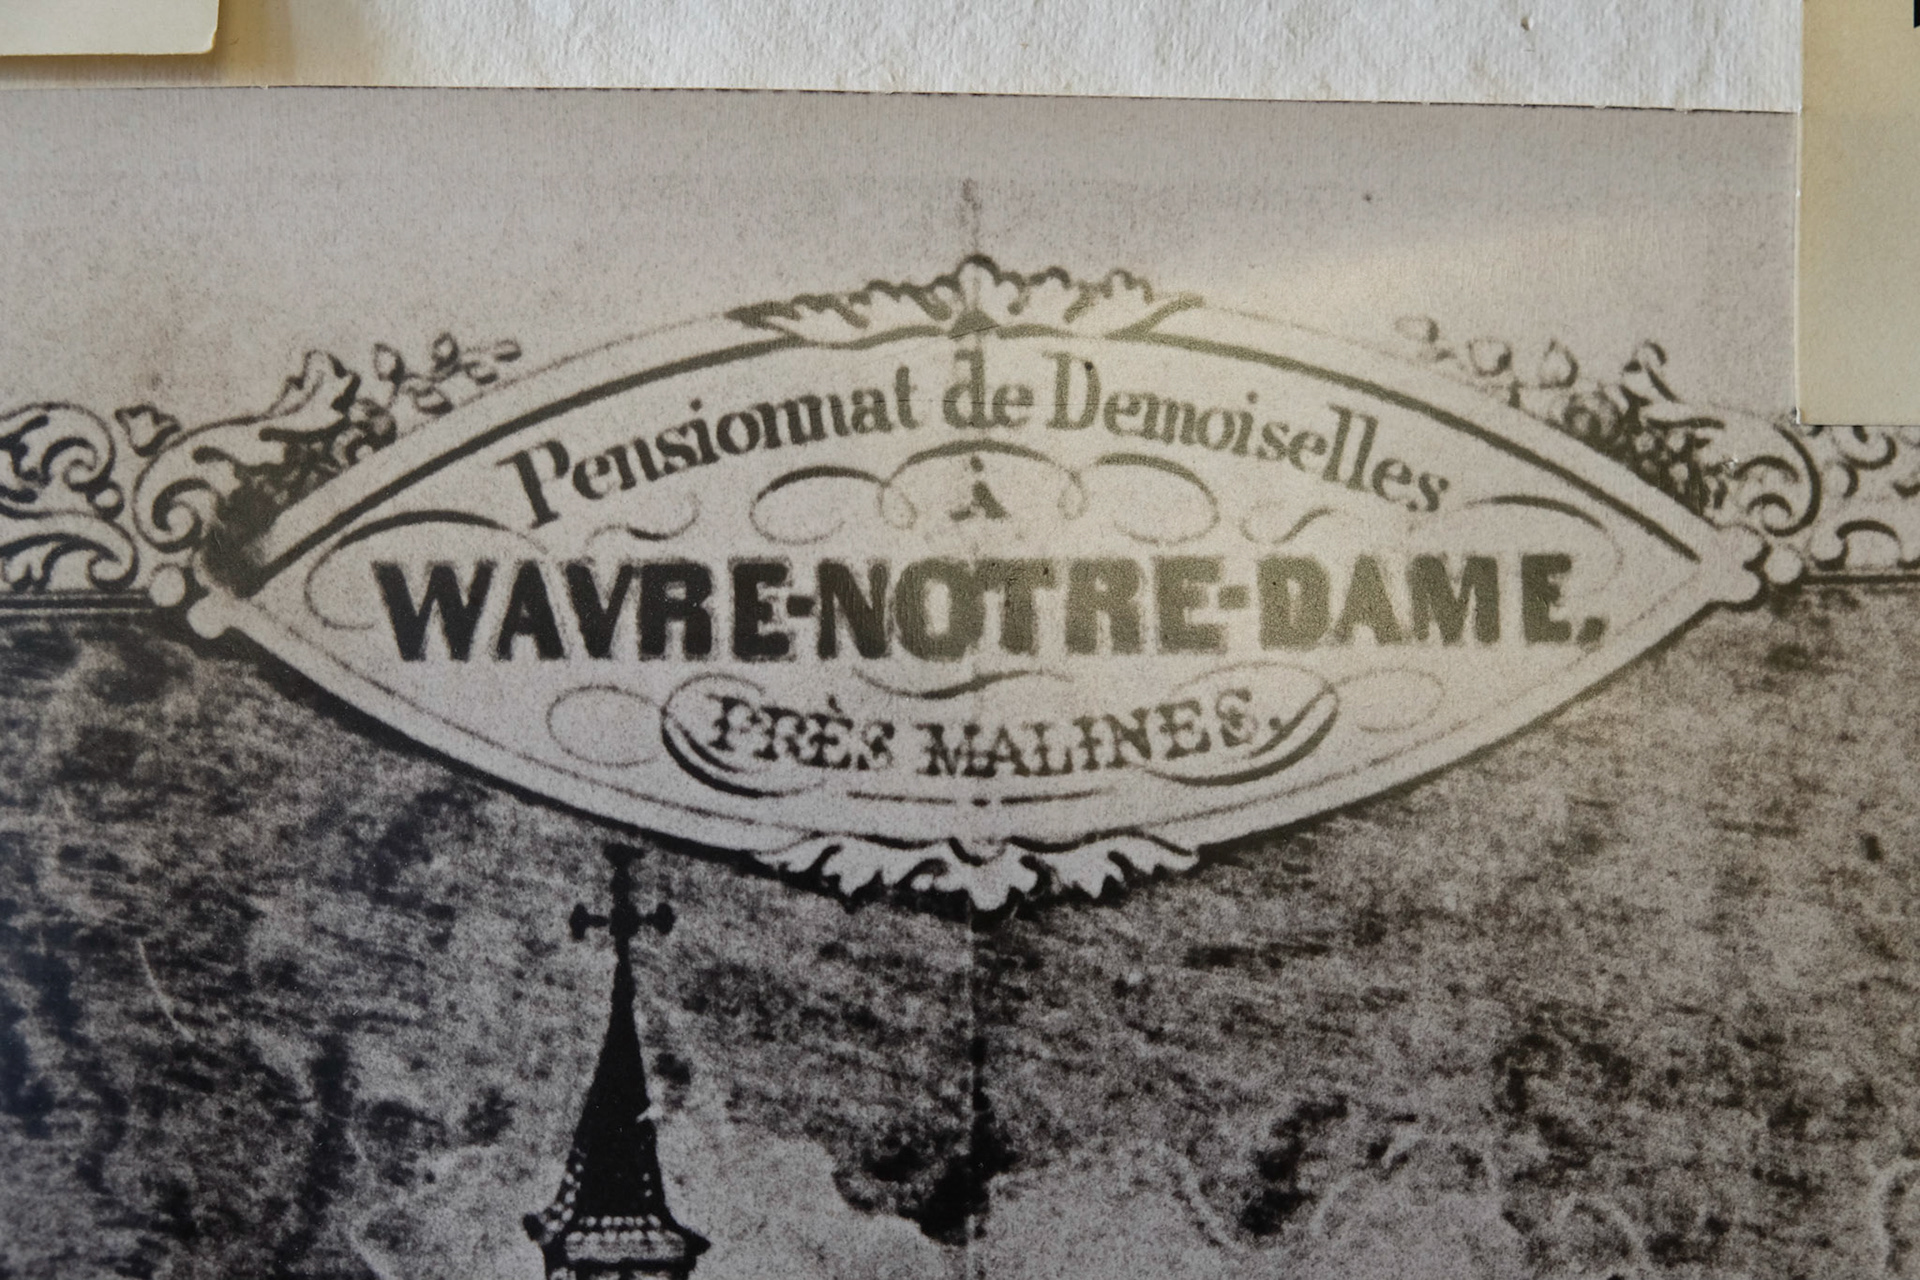 Pensionnat de Demoiselles
À
WAVRE-NOTRE-DAME,
PRÈS MALINES.